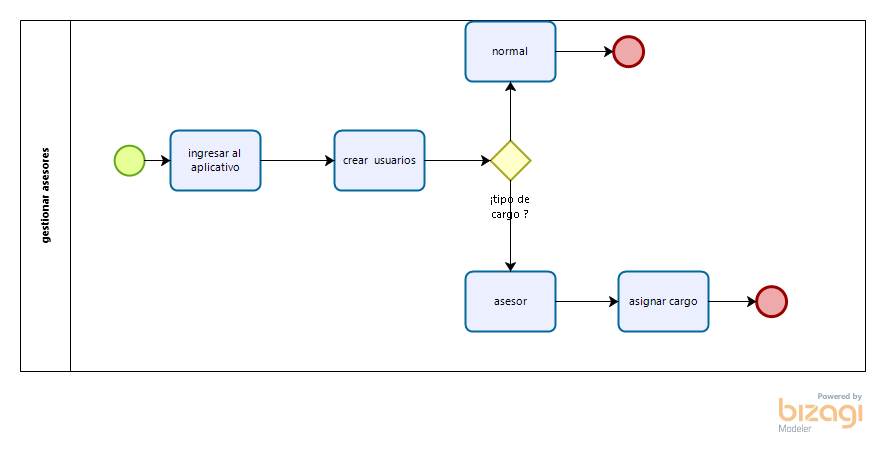 gestionar asesores
ingresar al
aplicativo
crear usuarios
normal
¡tipo de
cargo ?
asesor
asignar cargo
Powered by
bizagi
Modeler